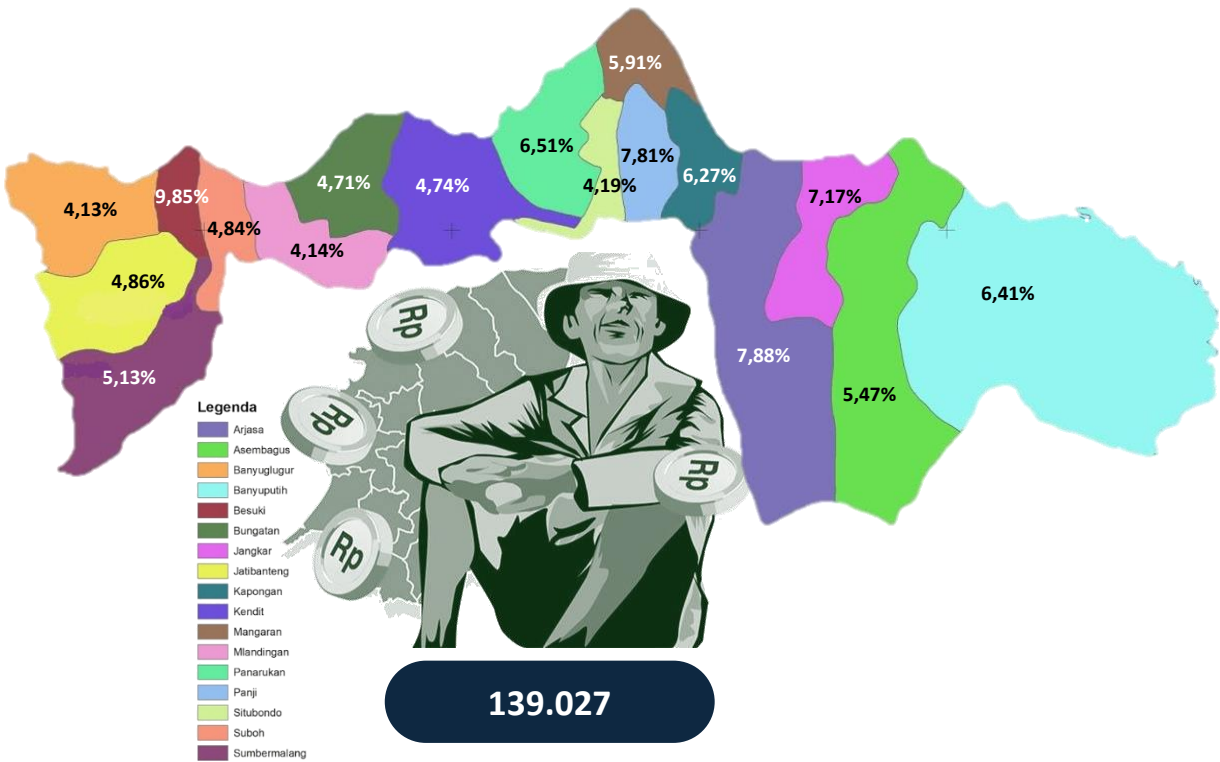 5,91%
6,51%
7,81%
4,19%
6,27%
4,71%
4,74%
9,85%
4,13%
4,84%
4,14%
4,86%
5,13%
7,17%
6,41%
7,88%
5,47%
Rp
Rp
Rp
Rp
Legenda
Arjasa
Asembagus
Banyuglugur
Banyuputih
Besuki
Bungatan
Jangkar
Jatibanteng
Kapongan
Kendit
Mangaran
Mlandingan
Panarukan
Panji
Situbondo
Suboh
Sumbermalang
139.027